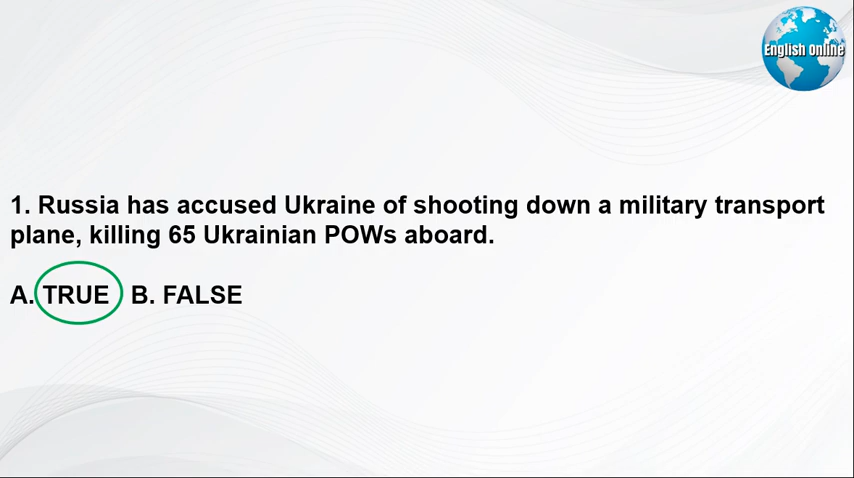 English Online
1. Russia has accused Ukraine of shooting down a military transport
plane, killing 65 Ukrainian POWs aboard.
A. TRUE B. FALSE